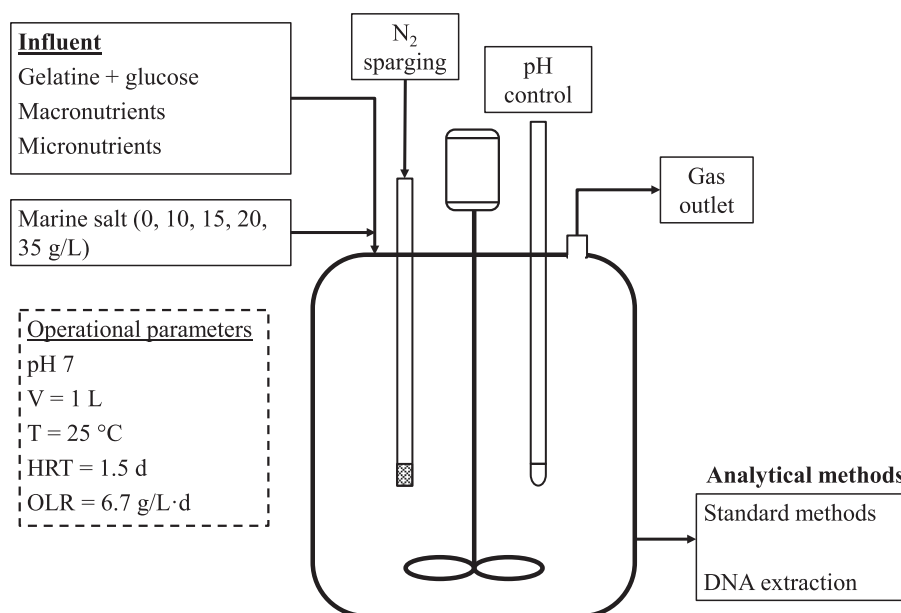 Influent
Gelatine + glucose
Macronutrients
Micronutrients
N₂
sparging
pH
control
Gas
outlet
Marine salt (0, 10, 15, 20,
35 g/L)
Operational parameters
pH 7
V = 1 L
T = 25 °C
HRT = 1.5 d
OLR = 6.7 g/L·d
Analytical methods
Standard methods
DNA extraction